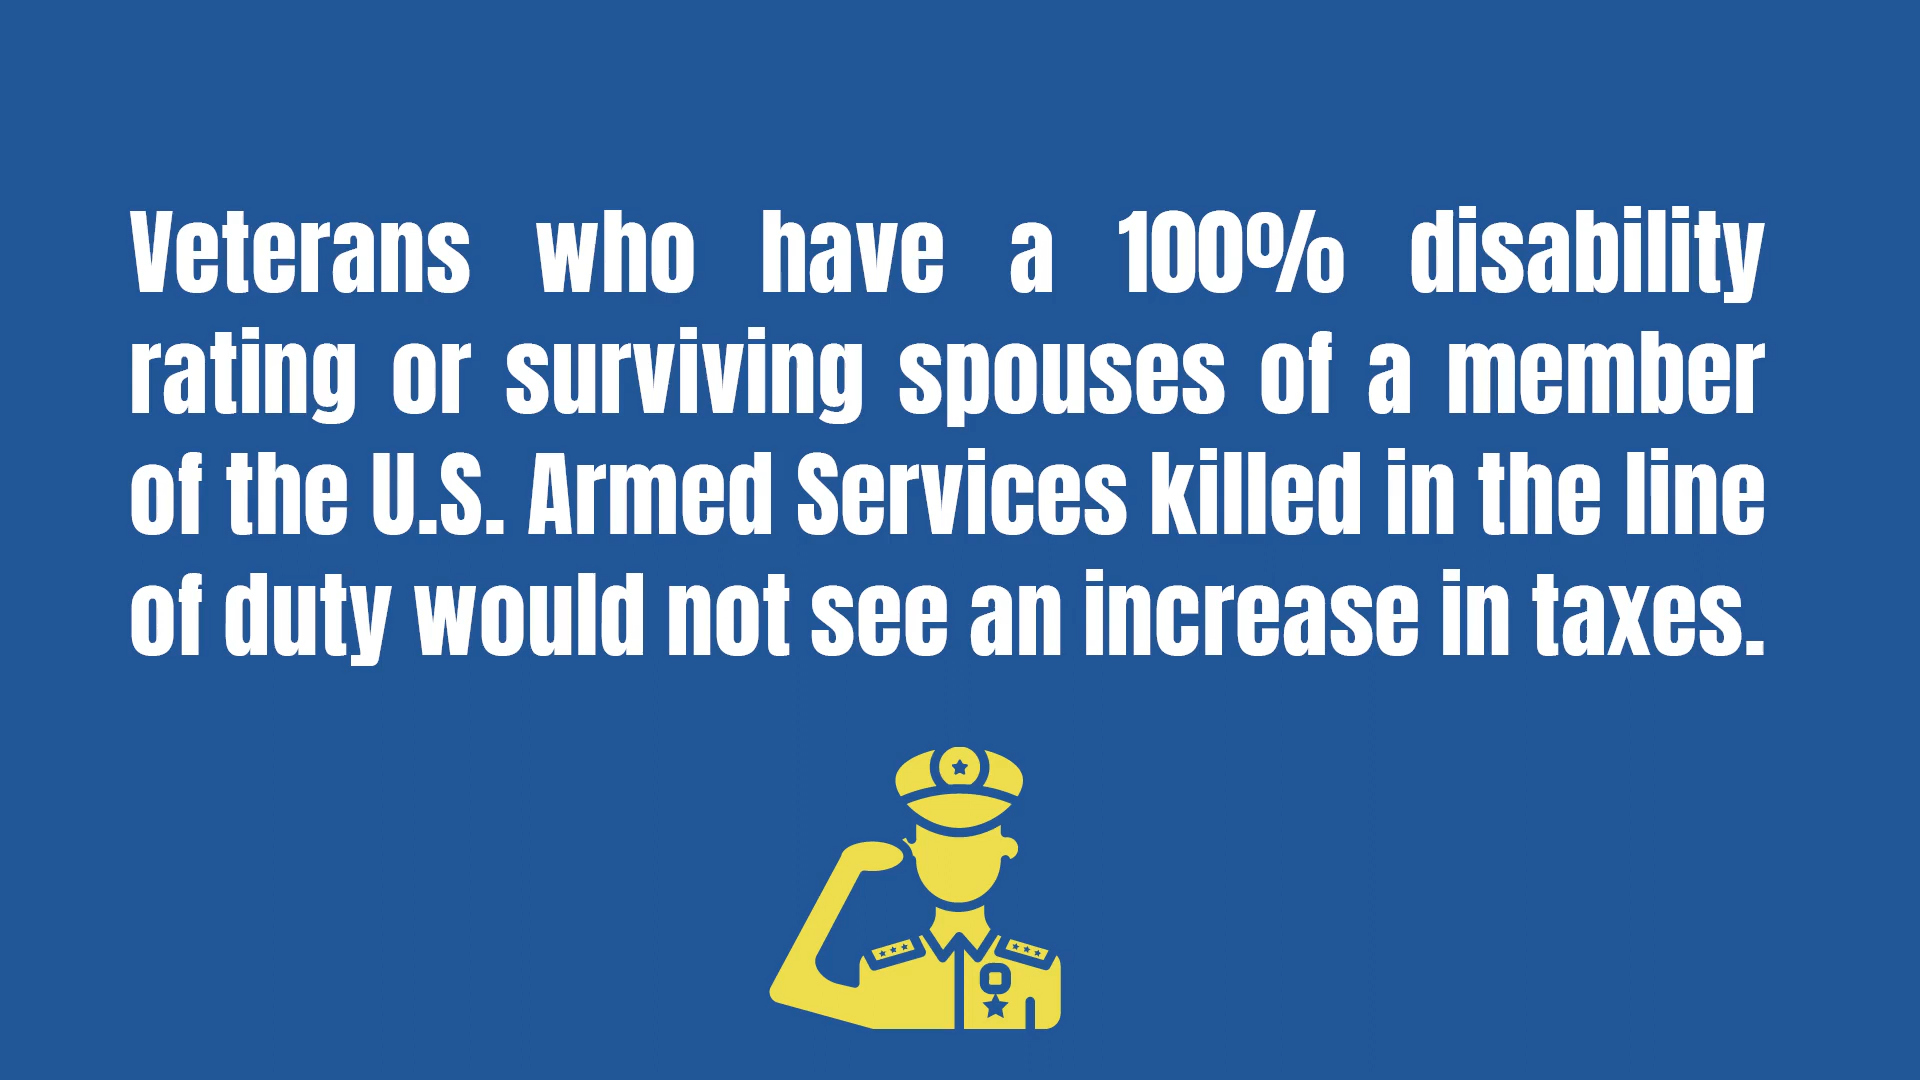 Veterans who have a 100% disability
rating or surviving spouses of a member
of the U.S. Armed Services killed in the line
of duty would not see an increase in taxes.